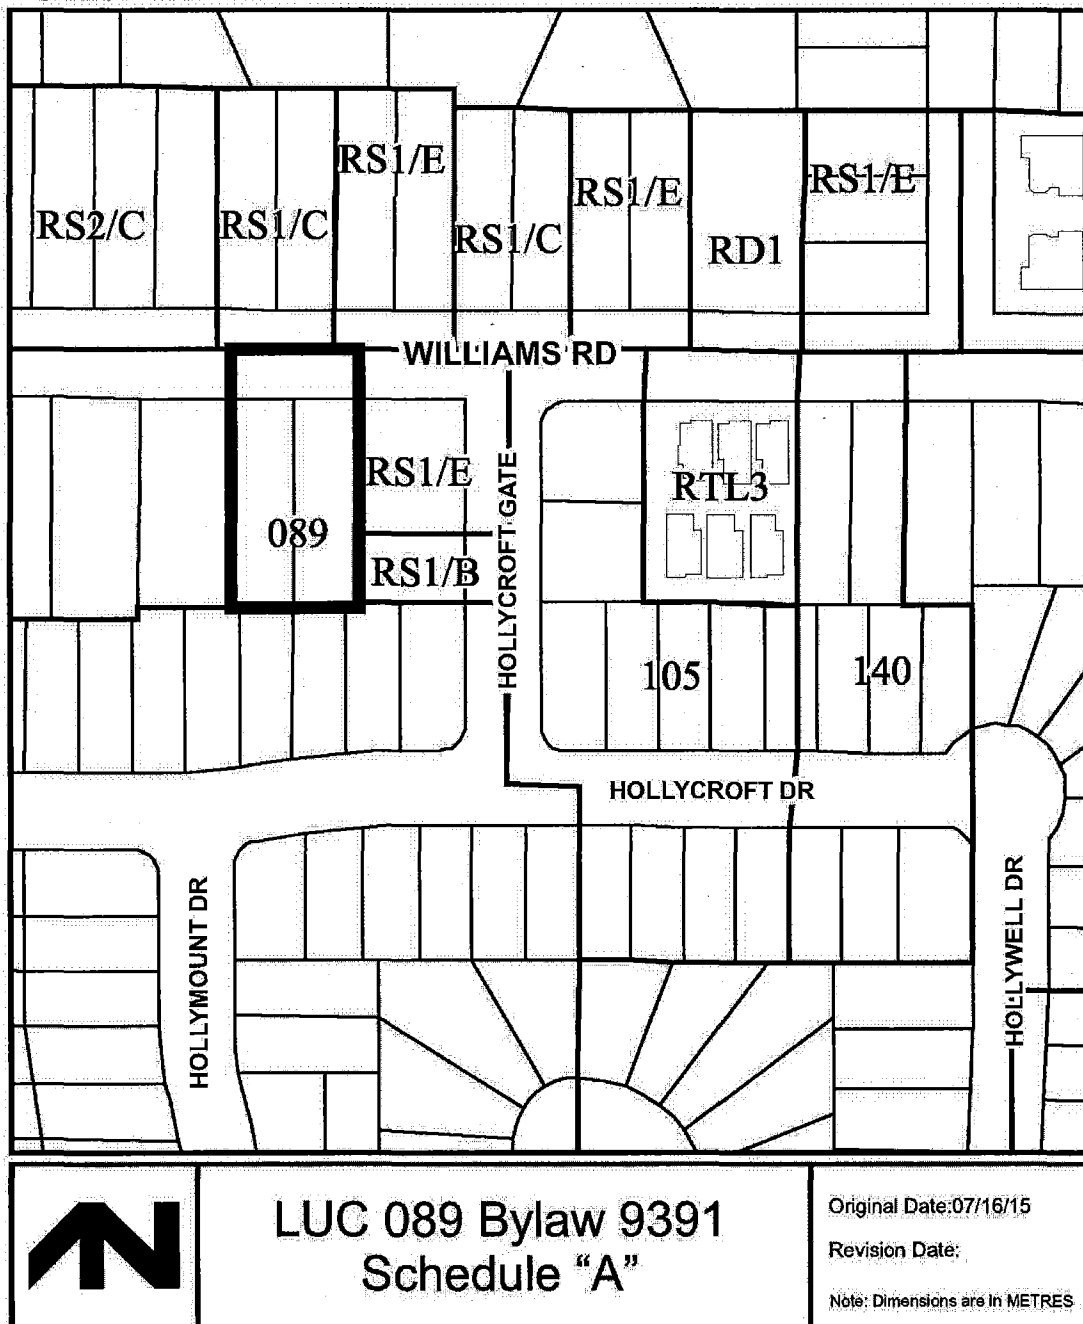 RS1/E
RS1/E
RS1/E
RS2/C
RS1/C
RS1/C
RD1
WILLIAMS RD
RS1/E
RTL3
089
RS1/B
HOLLYCROFT GATE
105
140
HOLLYCROFT DR
HOLLYMOUNT DR
HOLLYWELL DR
LUC 089 Bylaw 9391
Schedule “A”
Original Date:07/16/15
Revision Date:
Note: Dimensions are in METRES